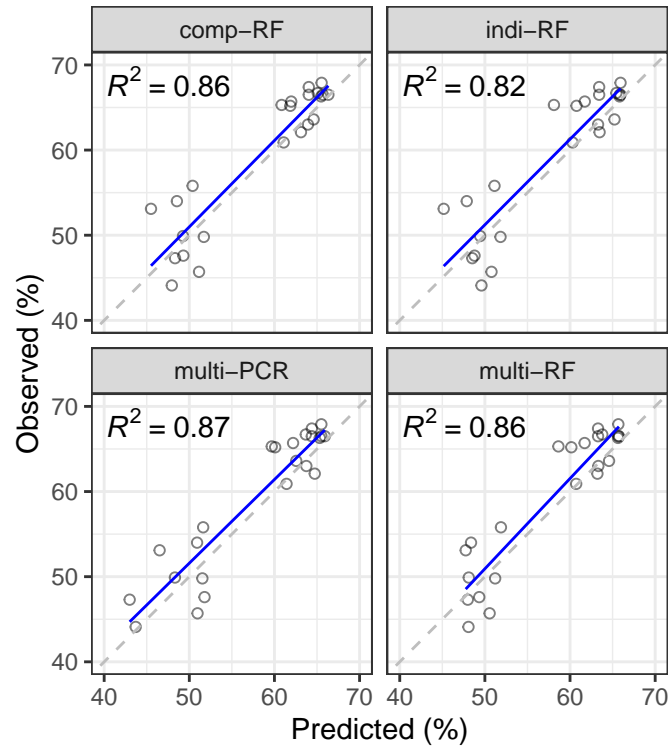 comp−RF indi−RF
70
R² = 0.86 R² = 0.82
60
50
40
multi−PCR multi−RF
70
R² = 0.87 R² = 0.86
60
50
40
40 50 60 70 40 50 60 70
Predicted (%)
Observed (%)